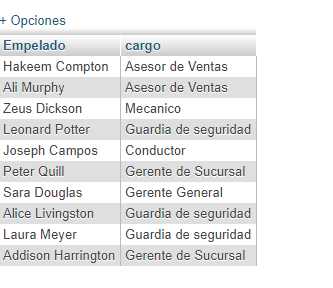 + Opciones
Empelado cargo
Hakeem Compton Asesor de Ventas
Ali Murphy Asesor de Ventas
Zeus Dickson Mecanico
Leonard Potter Guardia de seguridad
Joseph Campos Conductor
Peter Quill Gerente de Sucursal
Sara Douglas Gerente General
Alice Livingston Guardia de seguridad
Laura Meyer Guardia de seguridad
Addison Harrington Gerente de Sucursal